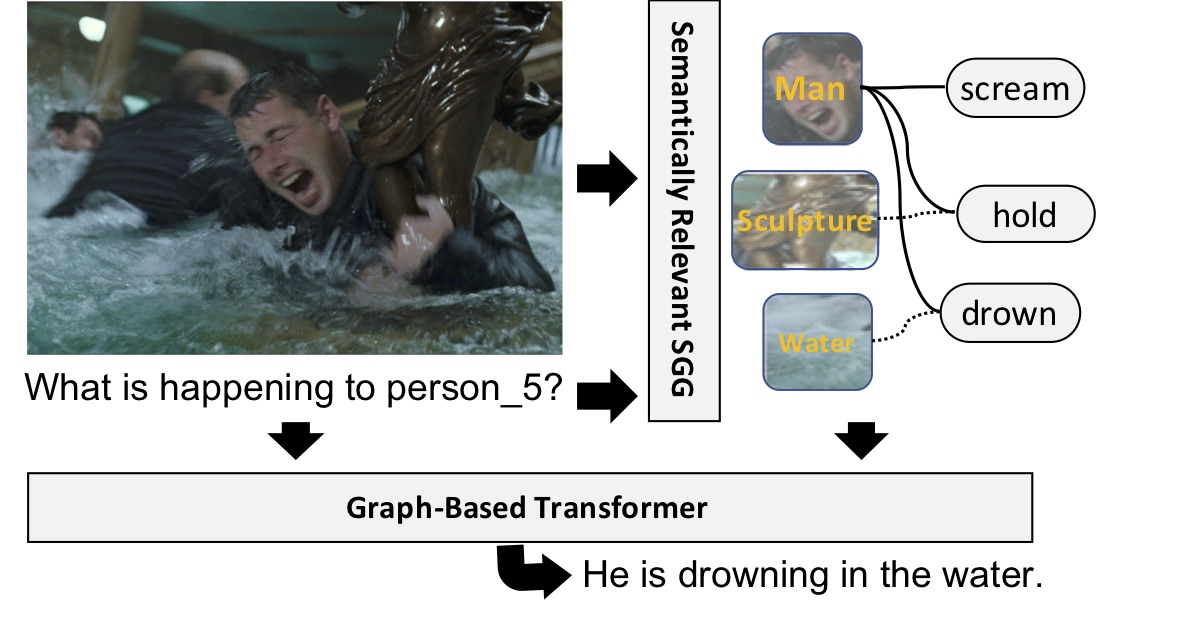 Semantically Relevant SGG
Man
scream
Sculpture
hold
Water
drown
What is happening to person_5?
Graph-Based Transformer
He is drowning in the water.